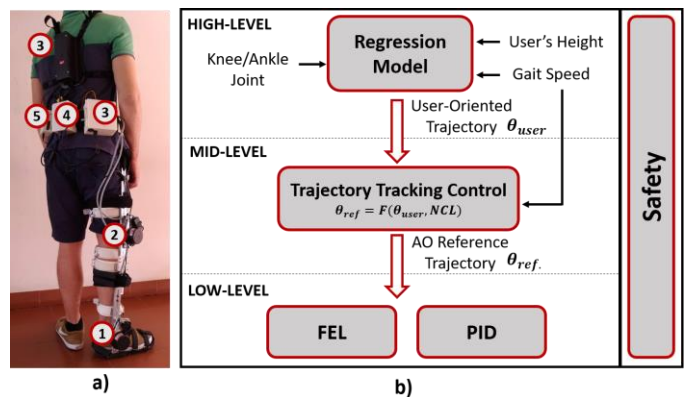 3
5
4
3
2
1
a)
HIGH-LEVEL
Regression
Model
Knee/Ankle
Joint
User's Height
Gait Speed
User-Oriented
Trajectory θuser
MID-LEVEL
Trajectory Tracking Control
θref = F(θuser, NCL)
AO Reference
Trajectory θref.
LOW-LEVEL
FEL
PID
Safety
b)